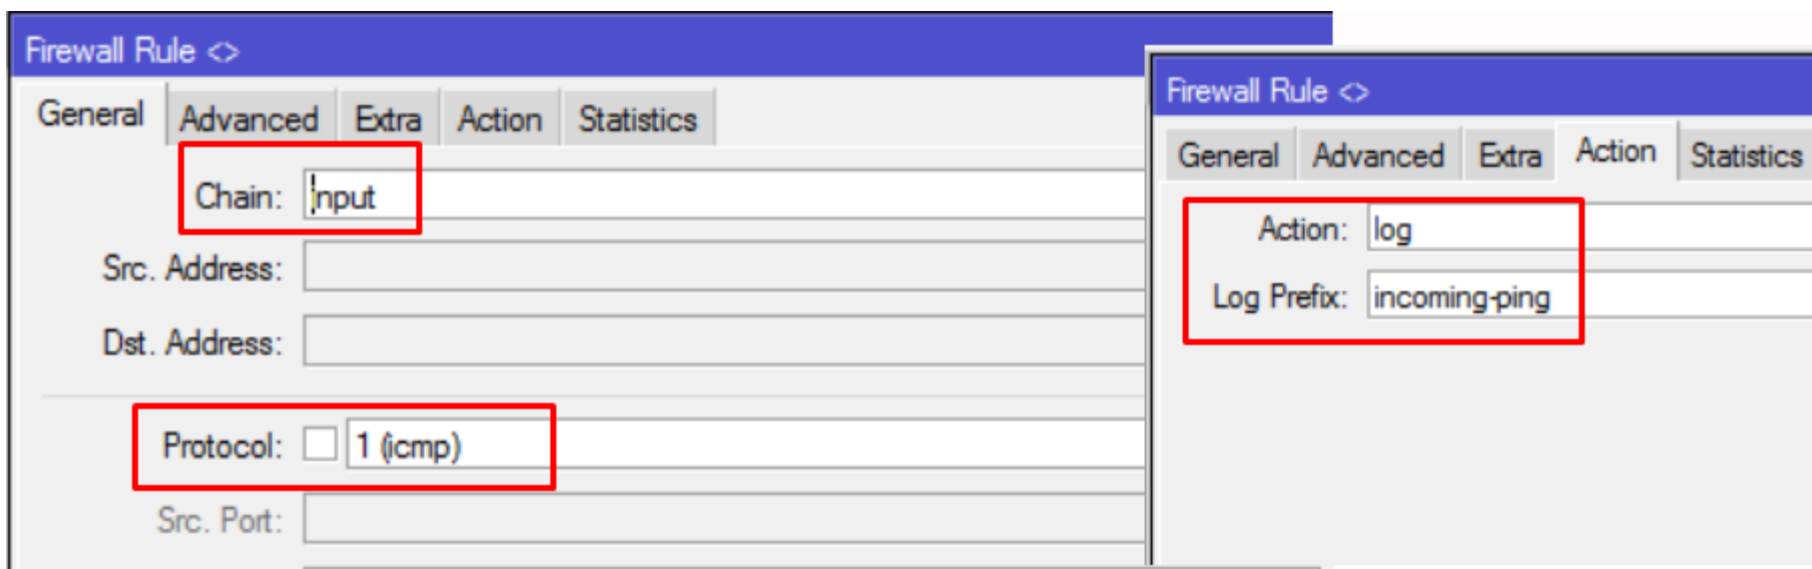 Firewall Rule <>
General Advanced Extra Action Statistics
Chain: input
Src. Address:
Dst. Address:
Protocol: 1 (icmp)
Src. Port:
Firewall Rule <>
General Advanced Extra Action Statistics
Action: log
Log Prefix: incoming-ping